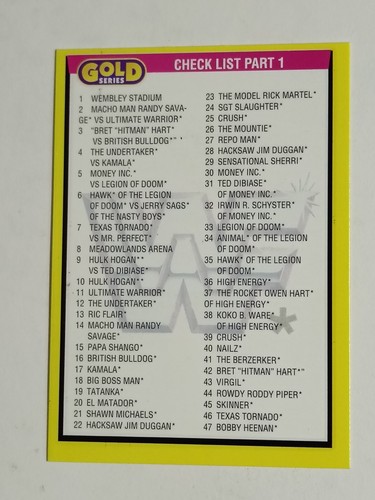 GOLD
SERIES
CHECK LIST PART 1
1 WEMBLEY STADIUM
2 MACHO MAN RANDY SAVA-
GE* VS ULTIMATE WARRIOR*
3 "BRET "HITMAN" HART*
VS BRITISH BULLDOG*"
4 THE UNDERTAKER*
VS KAMALA*
5 MONEY INC.*
VS LEGION OF DOOM*
6 HAWK* OF THE LEGION
OF DOOM* VS JERRY SAGS*
OF THE NASTY BOYS*
7 TEXAS TORNADO*
VS MR. PERFECT*
8 MEADOWLANDS ARENA
9 HULK HOGAN**
VS TED DIBIASE*
10 HULK HOGAN**
11 ULTIMATE WARRIOR*
12 THE UNDERTAKER*
13 RIC FLAIR*
14 MACHO MAN RANDY
SAVAGE*
15 PAPA SHANGO*
16 BRITISH BULLDOG*
17 KAMALA*
18 BIG BOSS MAN*
19 TATANKA*
20 EL MATADOR*
21 SHAWN MICHAELS*
22 HACKSAW JIM DUGGAN*
23 THE MODEL RICK MARTEL*
24 SGT SLAUGHTER*
25 CRUSH*
26 THE MOUNTIE*
27 REPO MAN*
28 HACKSAW JIM DUGGAN*
29 SENSATIONAL SHERRI*
30 MONEY INC.*
31 TED DIBIASE*
OF MONEY INC.*
32 IRWIN R. SCHYSTER*
OF MONEY INC.*
33 LEGION OF DOOM*
34 ANIMAL* OF THE LEGION
OF DOOM*
35 HAWK* OF THE LEGION
OF DOOM*
36 HIGH ENERGY*
37 THE ROCKET OWEN HART*
OF HIGH ENERGY*
38 KOKO B. WARE*
OF HIGH ENERGY*
39 CRUSH*
40 NAILZ*
41 THE BERZERKER*
42 BRET "HITMAN" HART*"
43 VIRGIL*
44 ROWDY RODDY PIPER*
45 SKINNER*
46 TEXAS TORNADO*
47 BOBBY HEENAN*